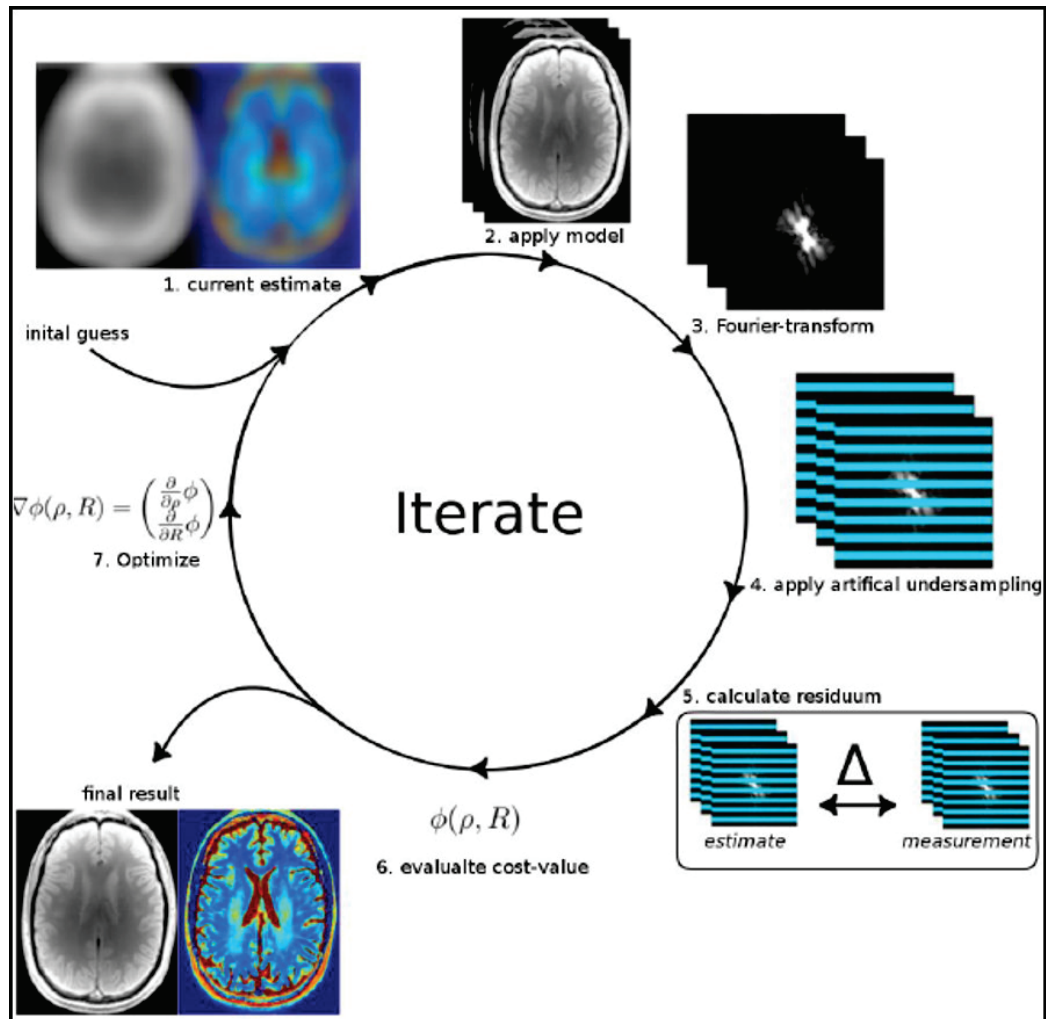 1. current estimate
2. apply model
3. Fourier-transform
4. apply artifical undersampling
5. calculate residuum
Δ
estimate
measurement
ϕ(ρ, R)
6. evaluatle cost-value
∇ϕ(ρ, R) = (∂/∂ρ ϕ
∂/∂R ϕ)
7. Optimize
inital guess
Iterate
final result